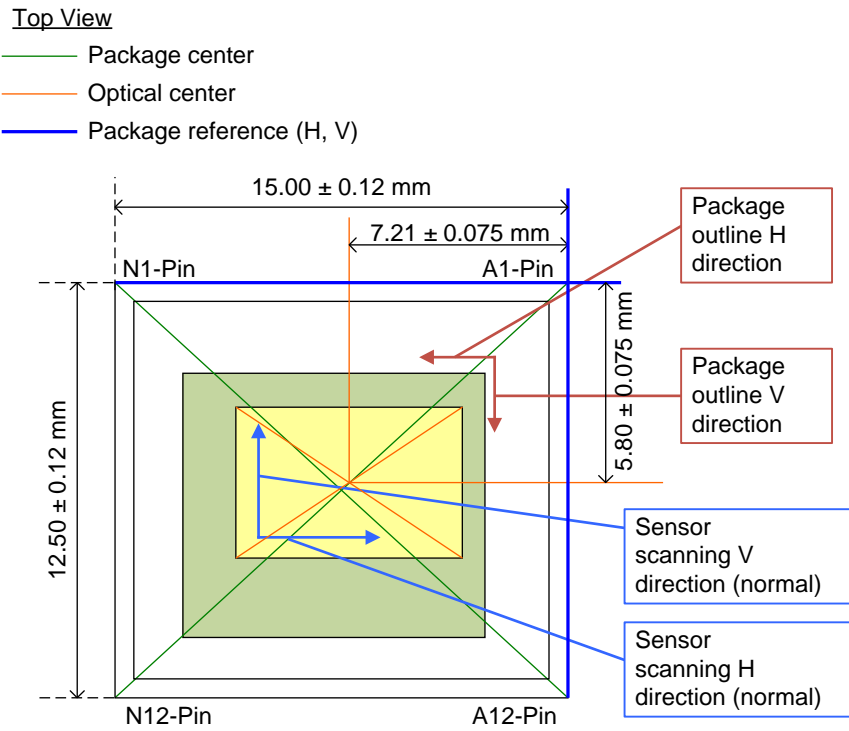 Top View
Package center
Optical center
Package reference (H, V)
15.00 ± 0.12 mm
7.21 ± 0.075 mm
Package
outline H
direction
N1-Pin
A1-Pin
5.80 ± 0.075 mm
Package
outline V
direction
12.50 ± 0.12 mm
Sensor
scanning V
direction (normal)
Sensor
scanning H
direction (normal)
N12-Pin
A12-Pin